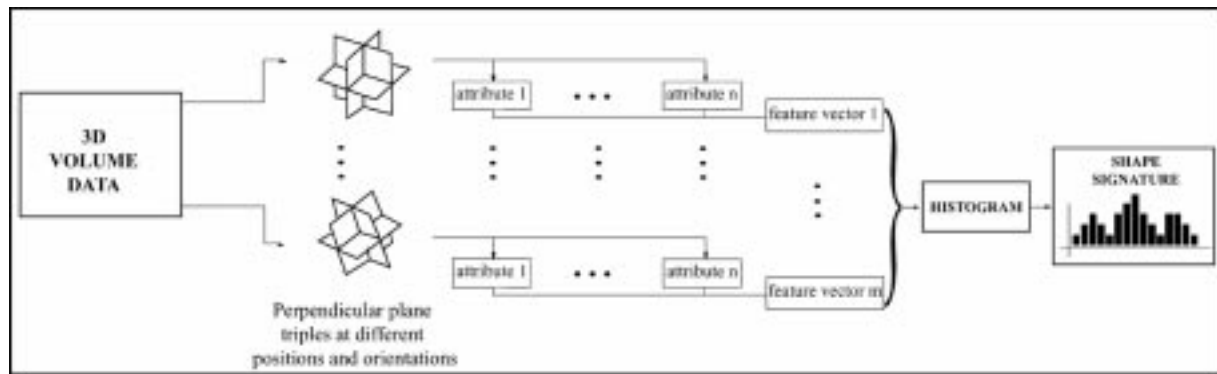 3D
VOLUME
DATA
attribute 1
attribute n
feature vector 1
attribute 1
attribute n
feature vector m
Perpendicular plane
triples at different
positions and orientations
HISTOGRAM
SHAPE
SIGNATURE